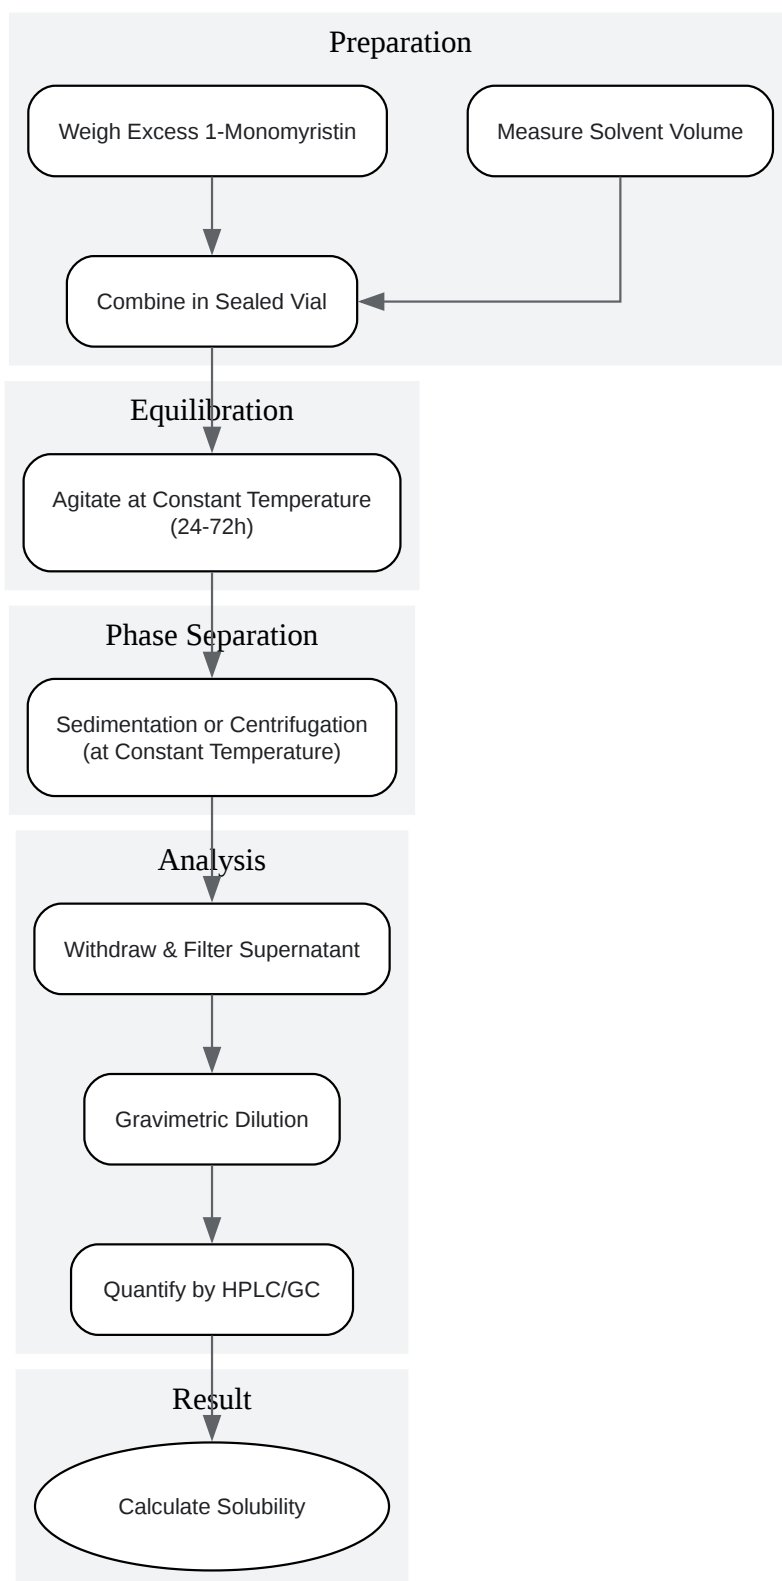 Preparation
Weigh Excess 1-Monomyristin
Measure Solvent Volume
Combine in Sealed Vial
Equilibration
Agitate at Constant Temperature
(24-72h)
Phase Separation
Sedimentation or Centrifugation
(at Constant Temperature)
Analysis
Withdraw & Filter Supernatant
Gravimetric Dilution
Quantify by HPLC/GC
Result
Calculate Solubility